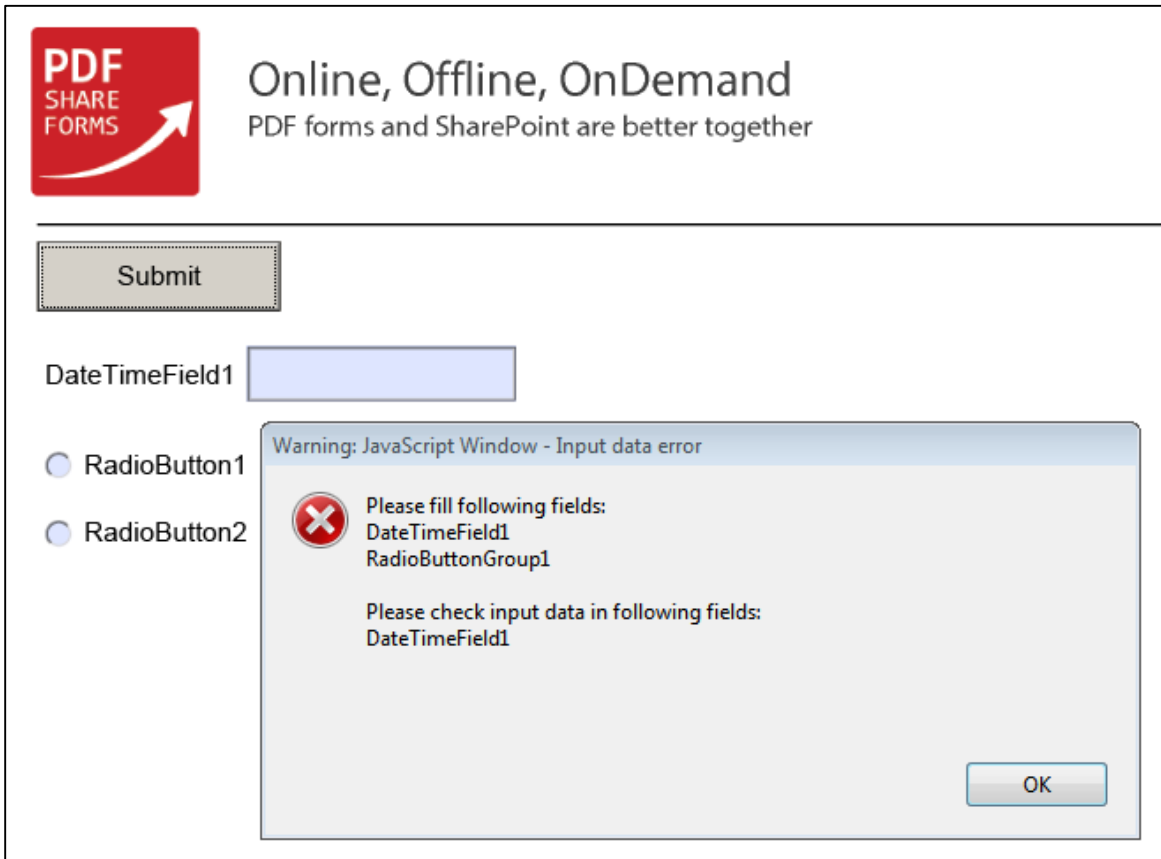 PDF
SHARE
FORMS
Online, Offline, OnDemand
PDF forms and SharePoint are better together
Submit
DateTimeField1
RadioButton1
RadioButton2
Warning: JavaScript Window - Input data error
Please fill following fields:
DateTimeField1
RadioButtonGroup1
Please check input data in following fields:
DateTimeField1
OK